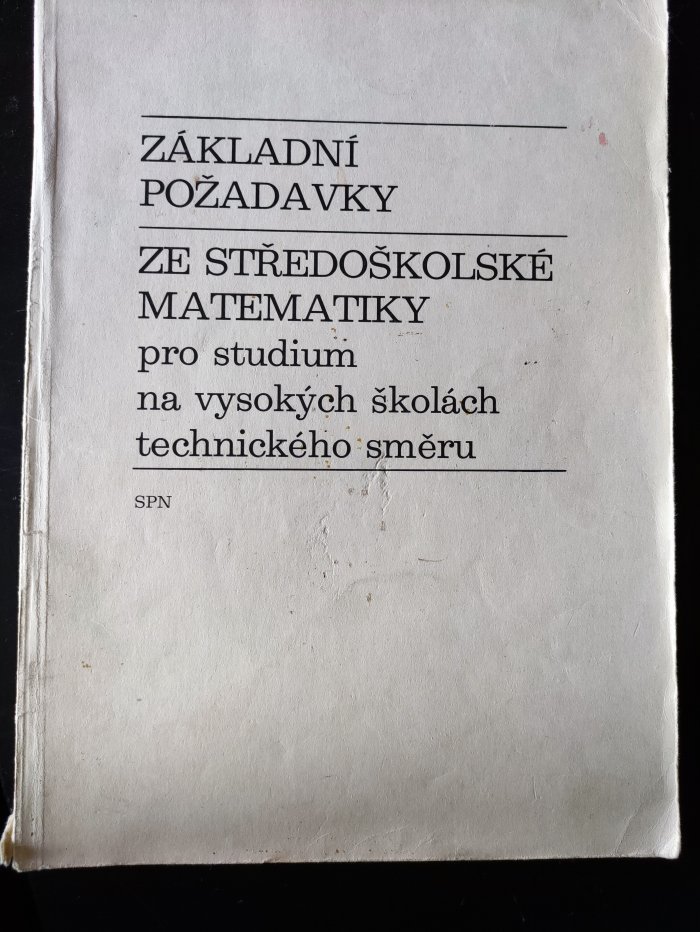 ZÁKLADNÍ
POŽADAVKY
ZE STŘEDOŠKOLSKÉ
MATEMATIKY
pro studium
na vysokých školách
technického směru
SPN